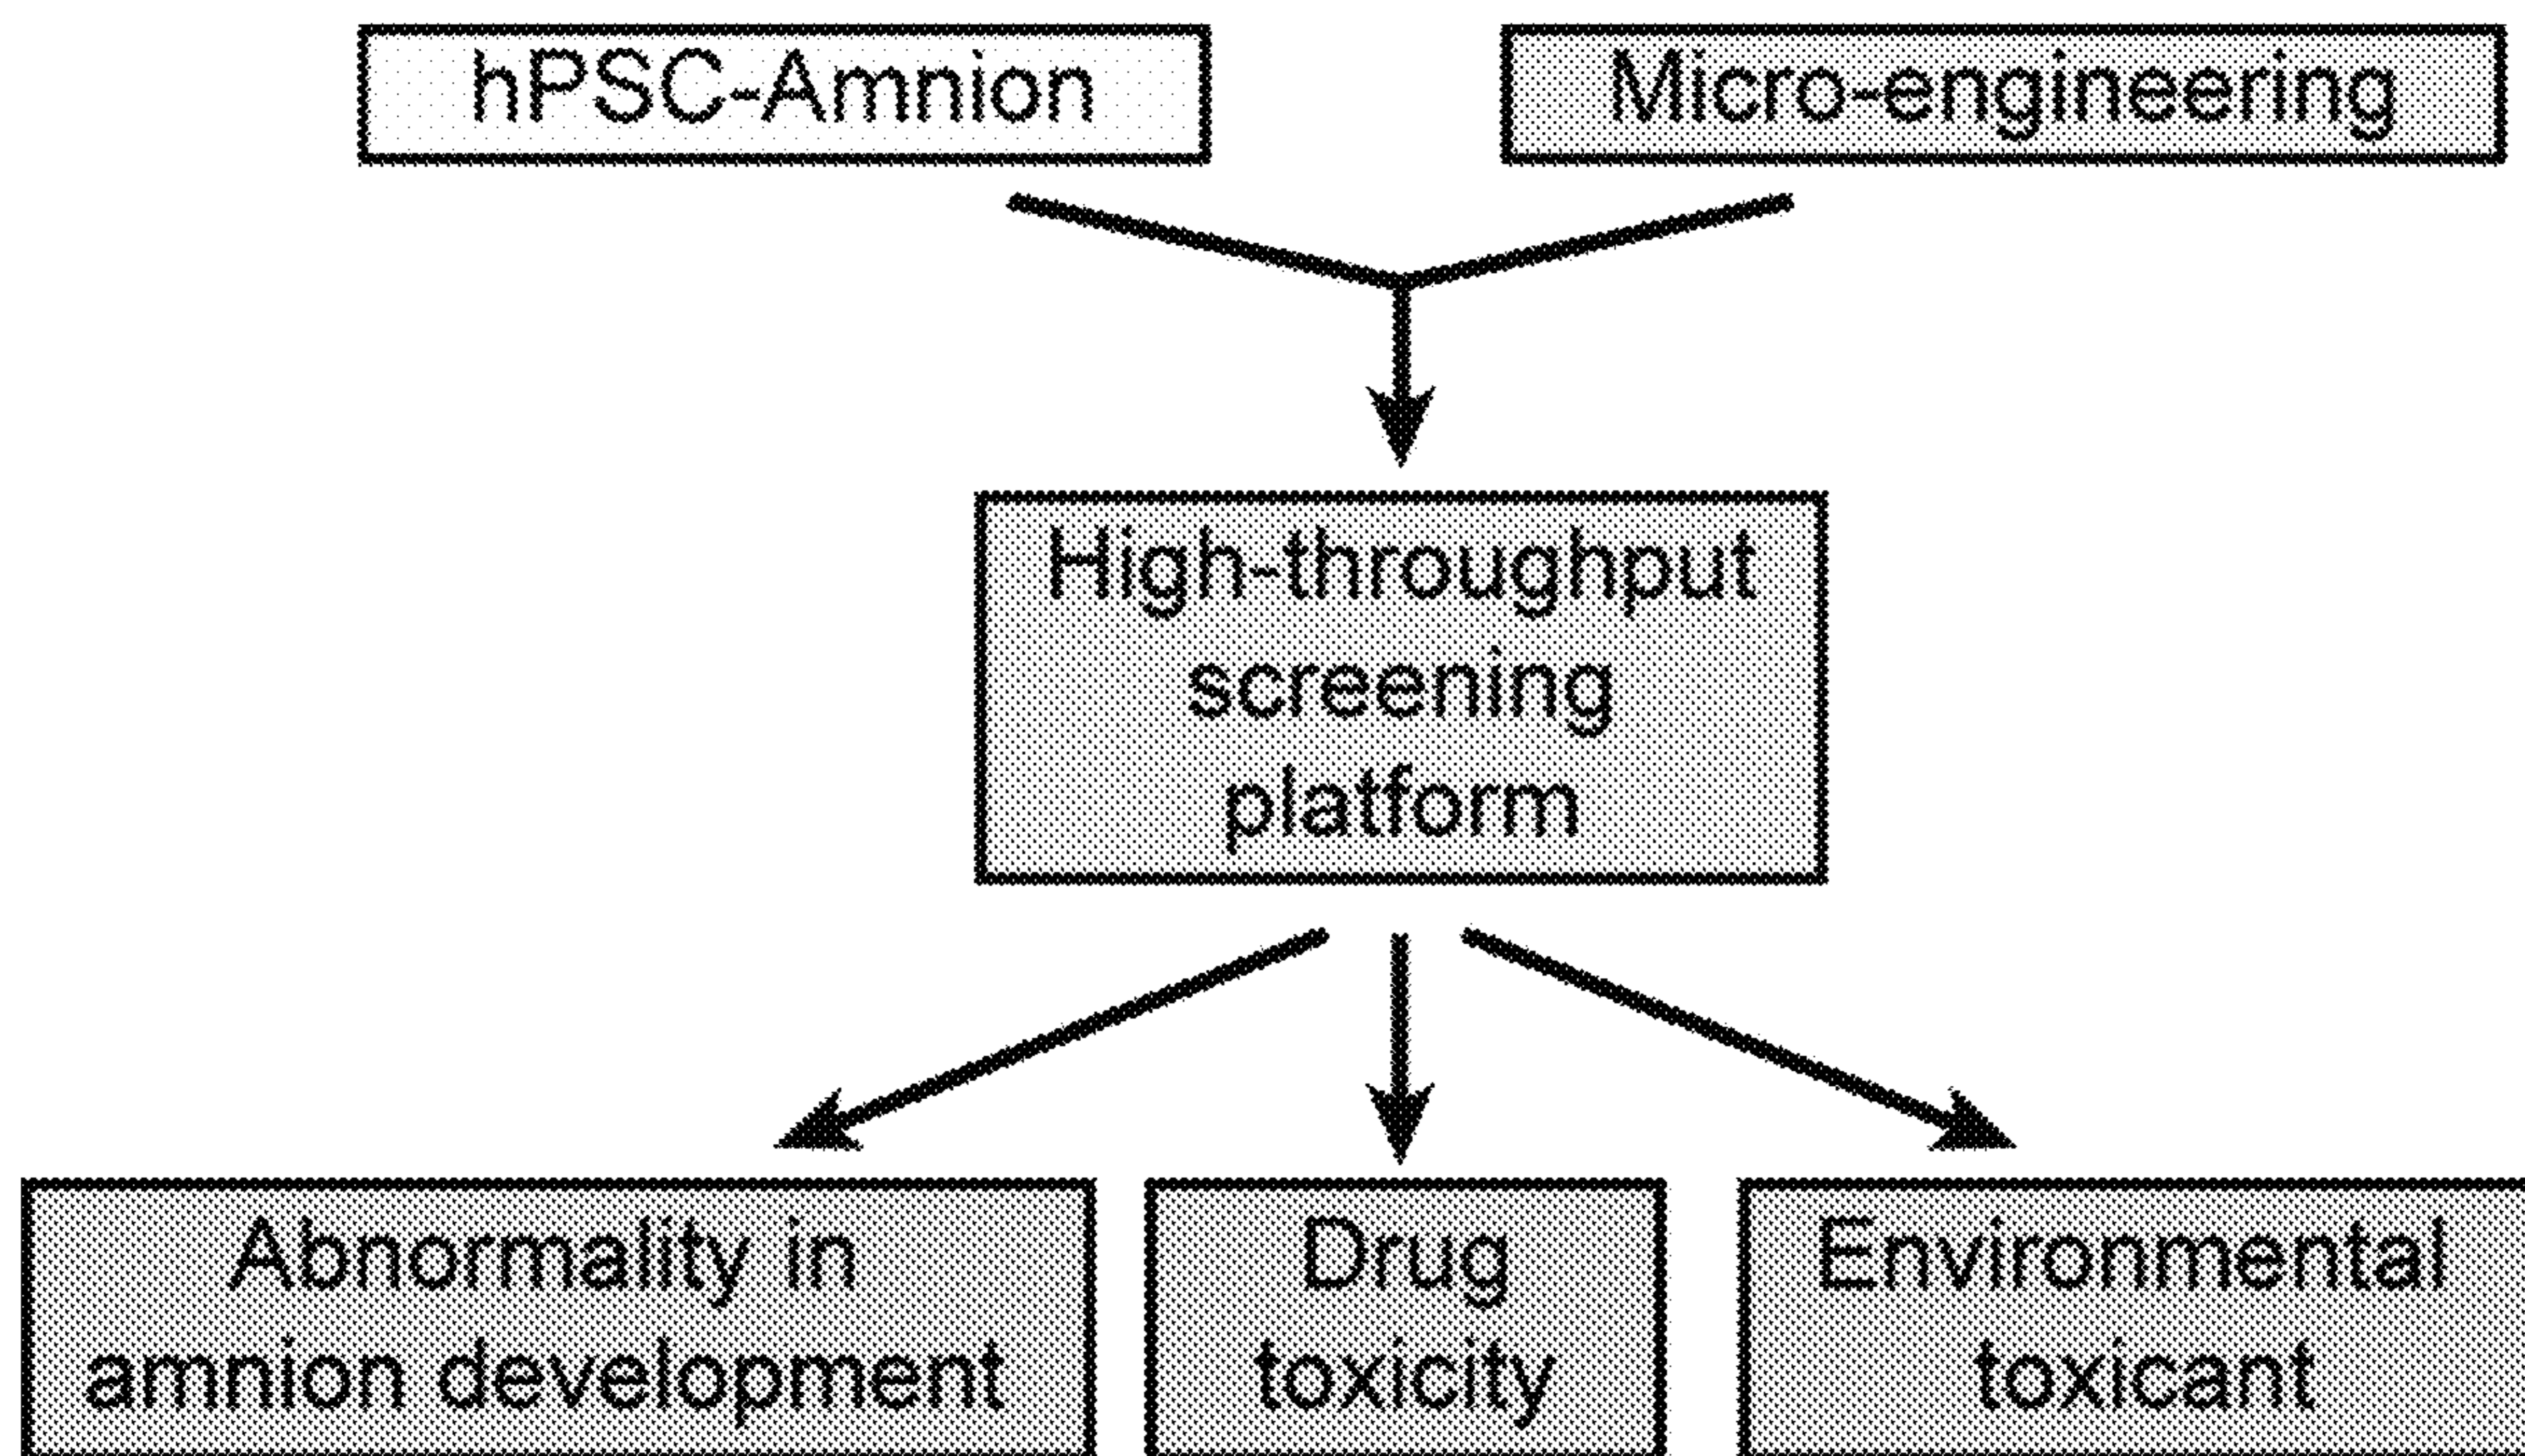 hPSC-Amnion
Micro-engineering
High-throughput
screening
platform
Abnormality in
amnion development
Drug
toxicity
Environmental
toxicant